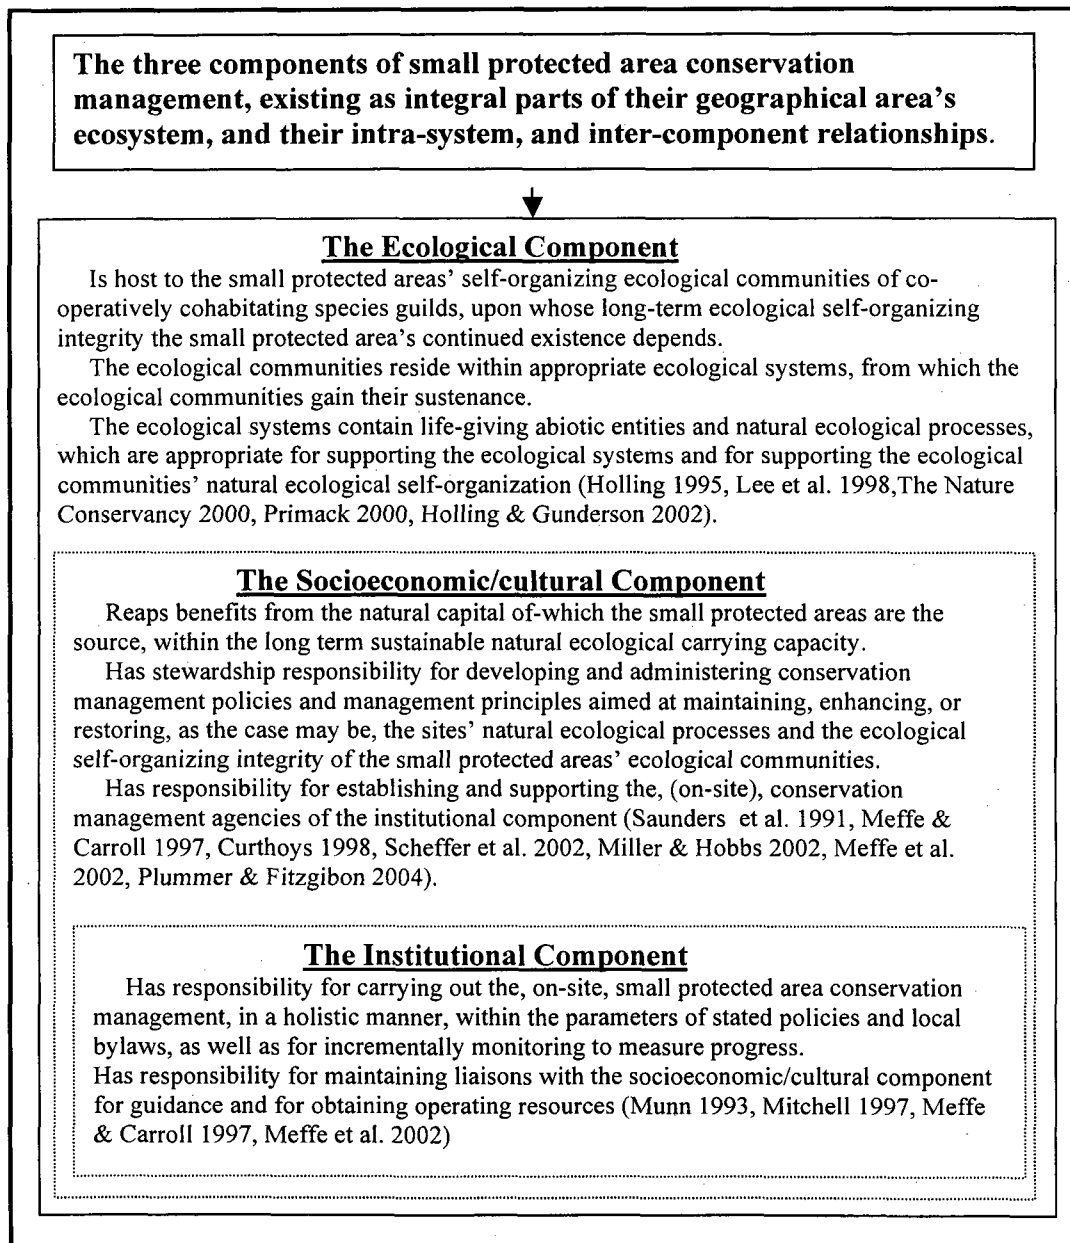 The three components of small protected area conservation
management, existing as integral parts of their geographical area's
ecosystem, and their intra-system, and inter-component relationships.
The Ecological Component
Is host to the small protected areas' self-organizing ecological communities of co-
operatively cohabitating species guilds, upon whose long-term ecological self-organizing
integrity the small protected area's continued existence depends.
The ecological communities reside within appropriate ecological systems, from which the
ecological communities gain their sustenance.
The ecological systems contain life-giving abiotic entities and natural ecological processes,
which are appropriate for supporting the ecological systems and for supporting the ecological
communities' natural ecological self-organization (Holling 1995, Lee et al. 1998,The Nature
Conservancy 2000, Primack 2000, Holling & Gunderson 2002).
The Socioeconomic/cultural Component
Reaps benefits from the natural capital of-which the small protected areas are the
source, within the long term sustainable natural ecological carrying capacity.
Has stewardship responsibility for developing and administering conservation
management policies and management principles aimed at maintaining, enhancing, or
restoring, as the case may be, the sites' natural ecological processes and the ecological
self-organizing integrity of the small protected areas' ecological communities.
Has responsibility for establishing and supporting the, (on-site), conservation
management agencies of the institutional component (Saunders et al. 1991, Meffe &
Carroll 1997, Curthoys 1998, Scheffer et al. 2002, Miller & Hobbs 2002, Meffe et al.
2002, Plummer & Fitzgibon 2004).
The Institutional Component
Has responsibility for carrying out the, on-site, small protected area conservation
management, in a holistic manner, within the parameters of stated policies and local
bylaws, as well as for incrementally monitoring to measure progress.
Has responsibility for maintaining liaisons with the socioeconomic/cultural component
for guidance and for obtaining operating resources (Munn 1993, Mitchell 1997, Meffe
& Carroll 1997, Meffe et al. 2002)